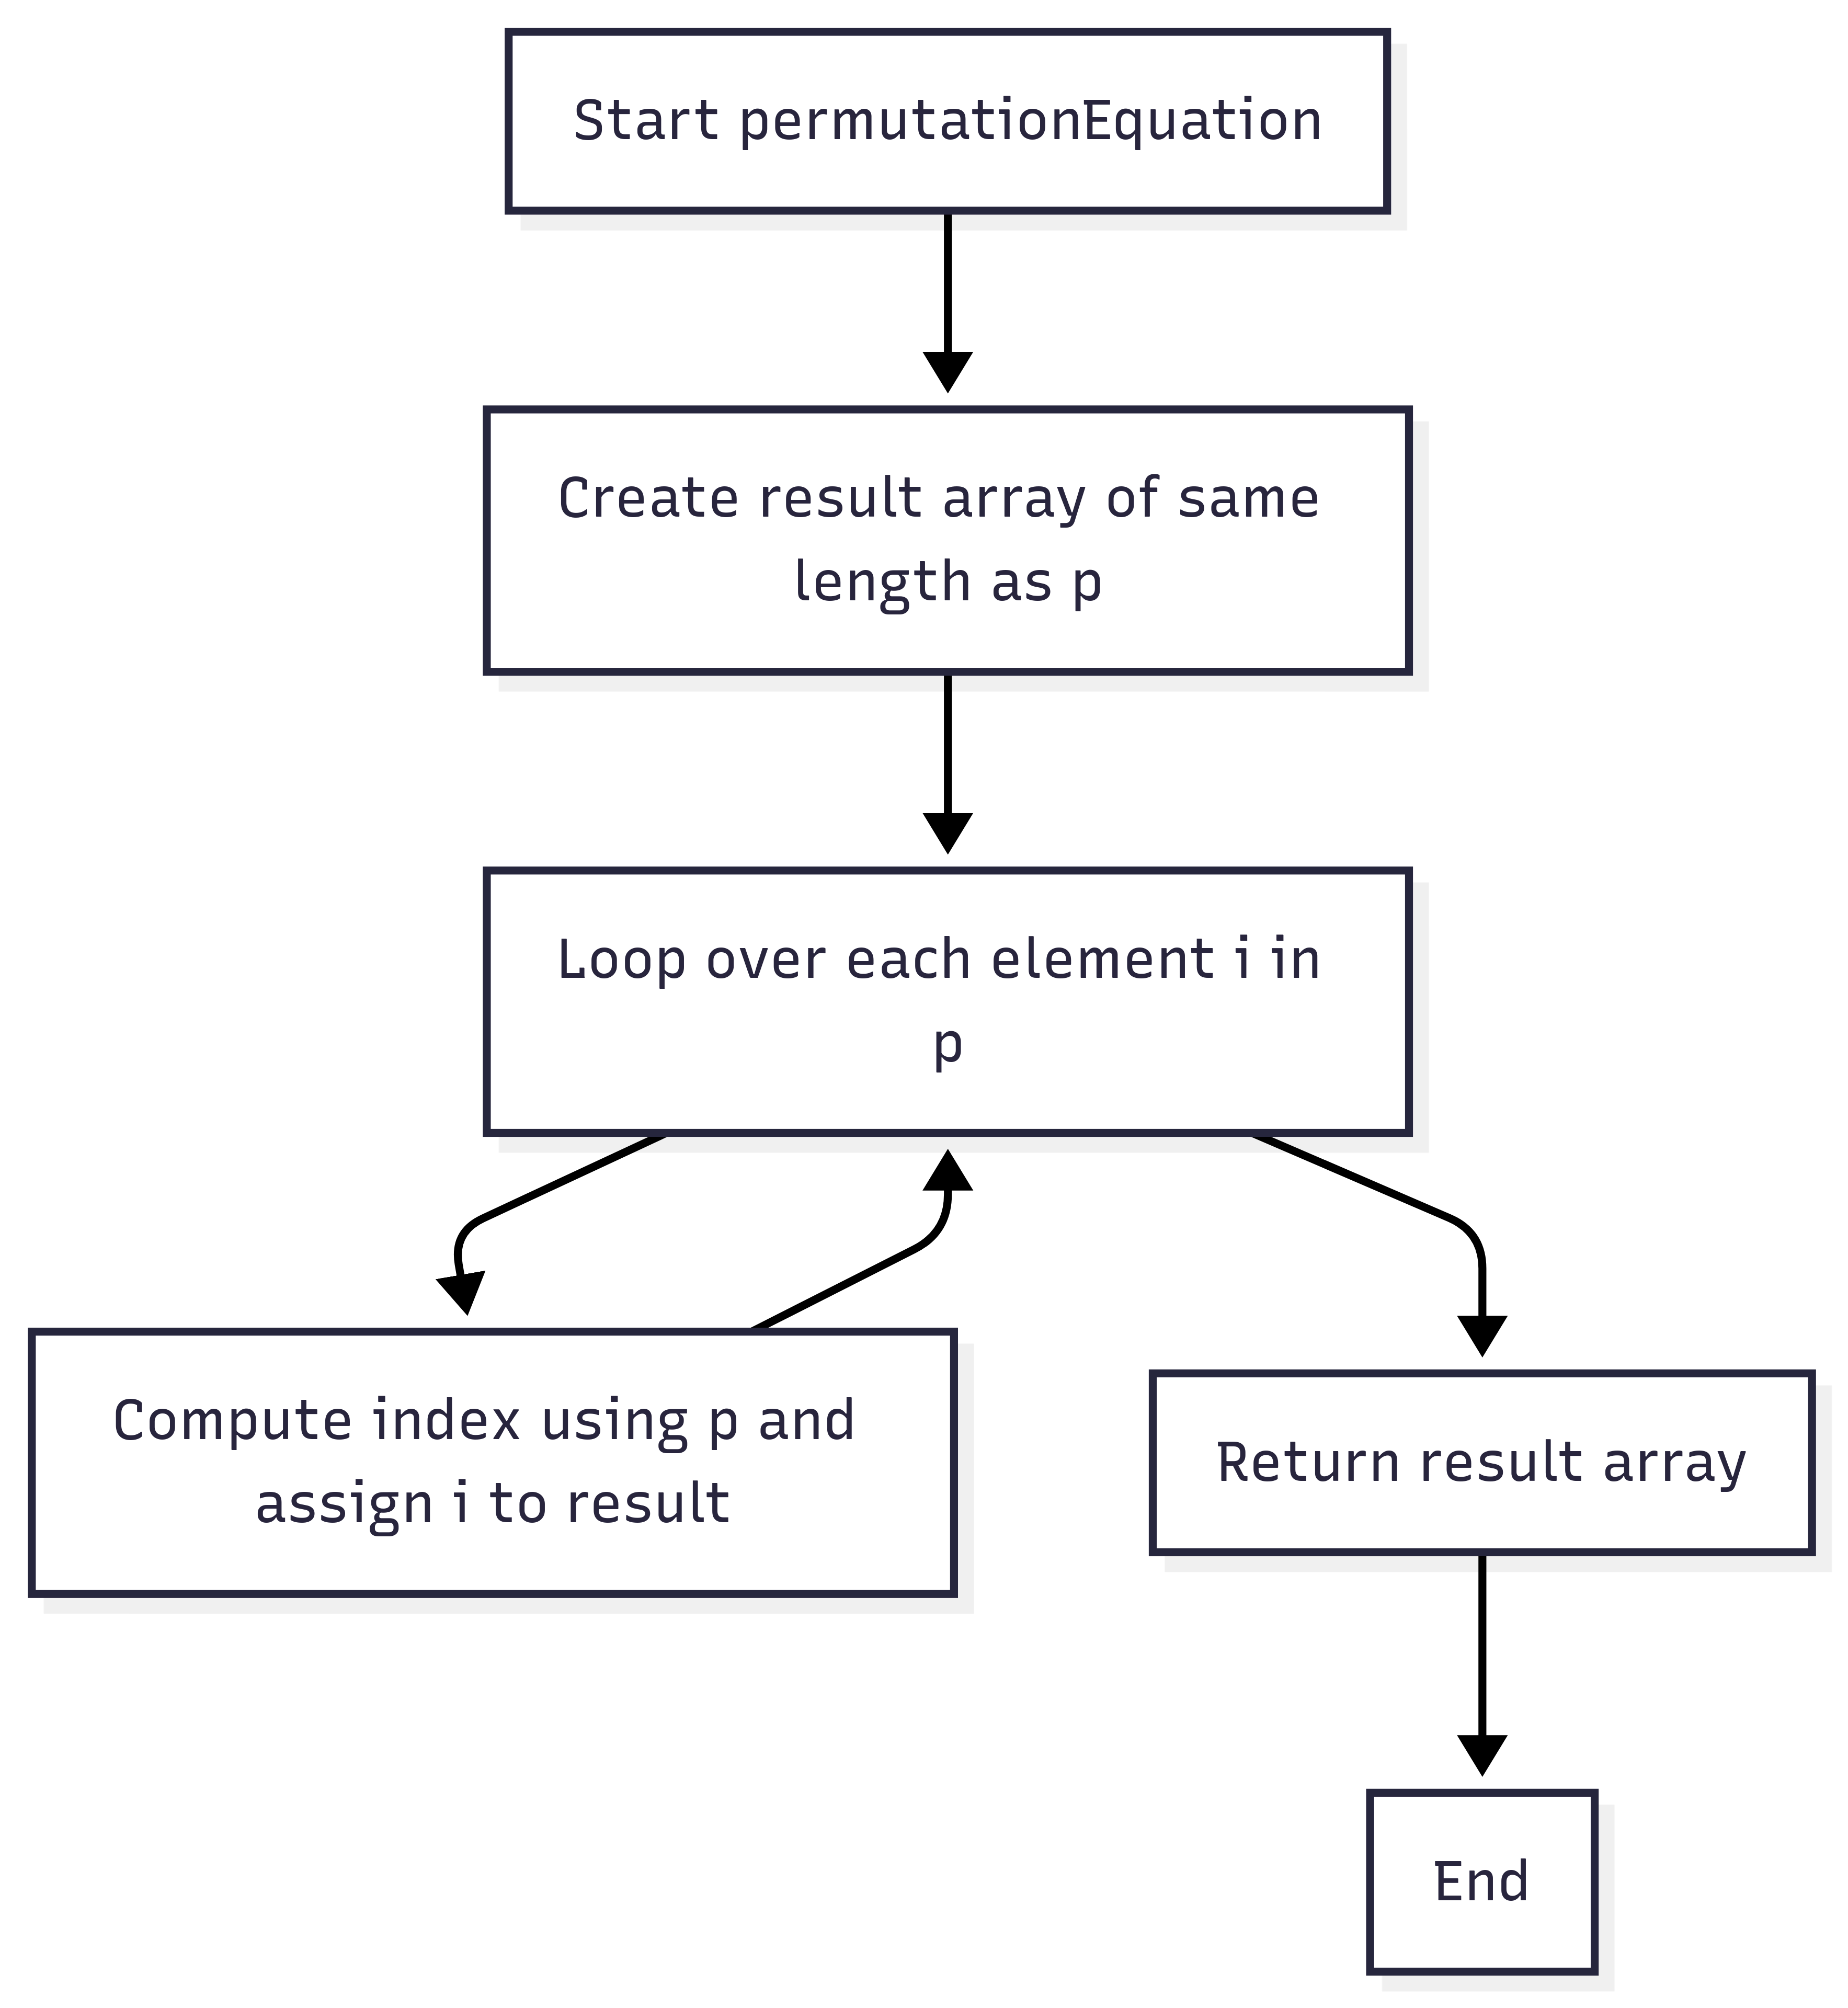 Start permutationEquation
Create result array of same
length as p
Loop over each element i in
p
Compute index using p and
assign i to result
Return result array
End